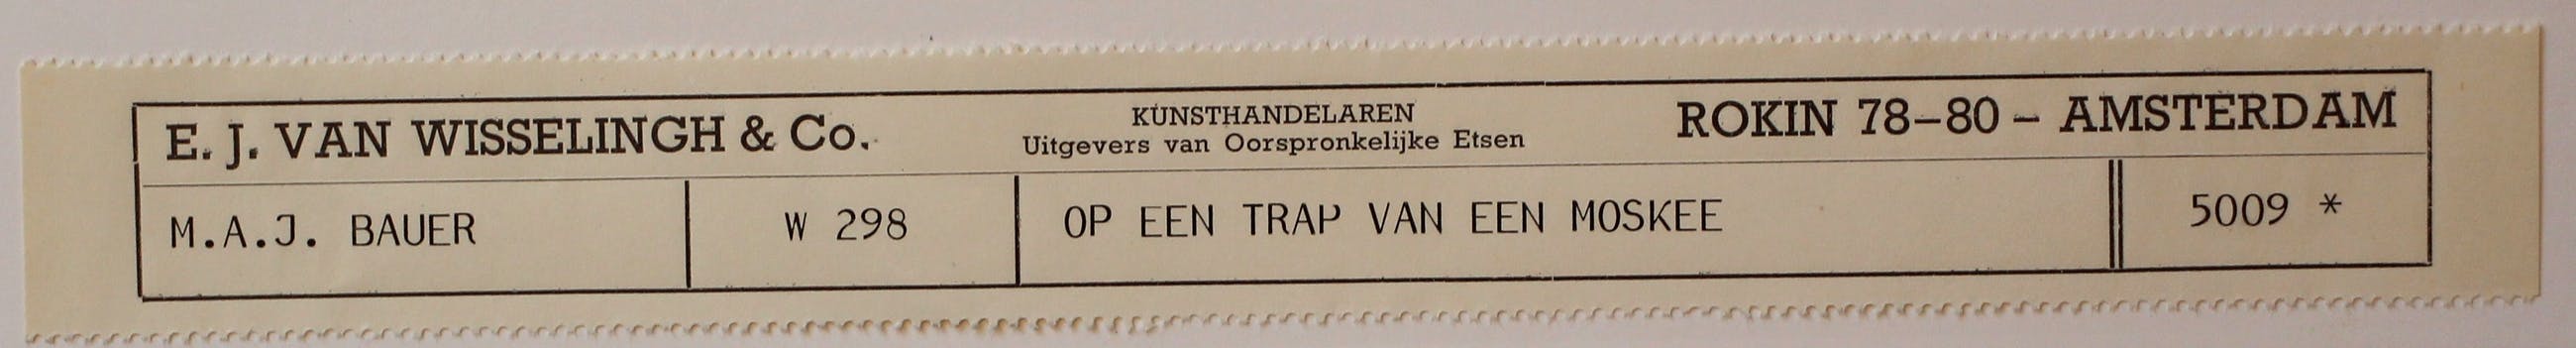 E. J. VAN WISSELINGH & Co.
KUNSTHANDELAREN
Uitgevers van Oorspronkelijke Etsen
ROKIN 78–80 – AMSTERDAM
M.A.J. BAUER
W 298
OP EEN TRAP VAN EEN MOSKEE
5009 *